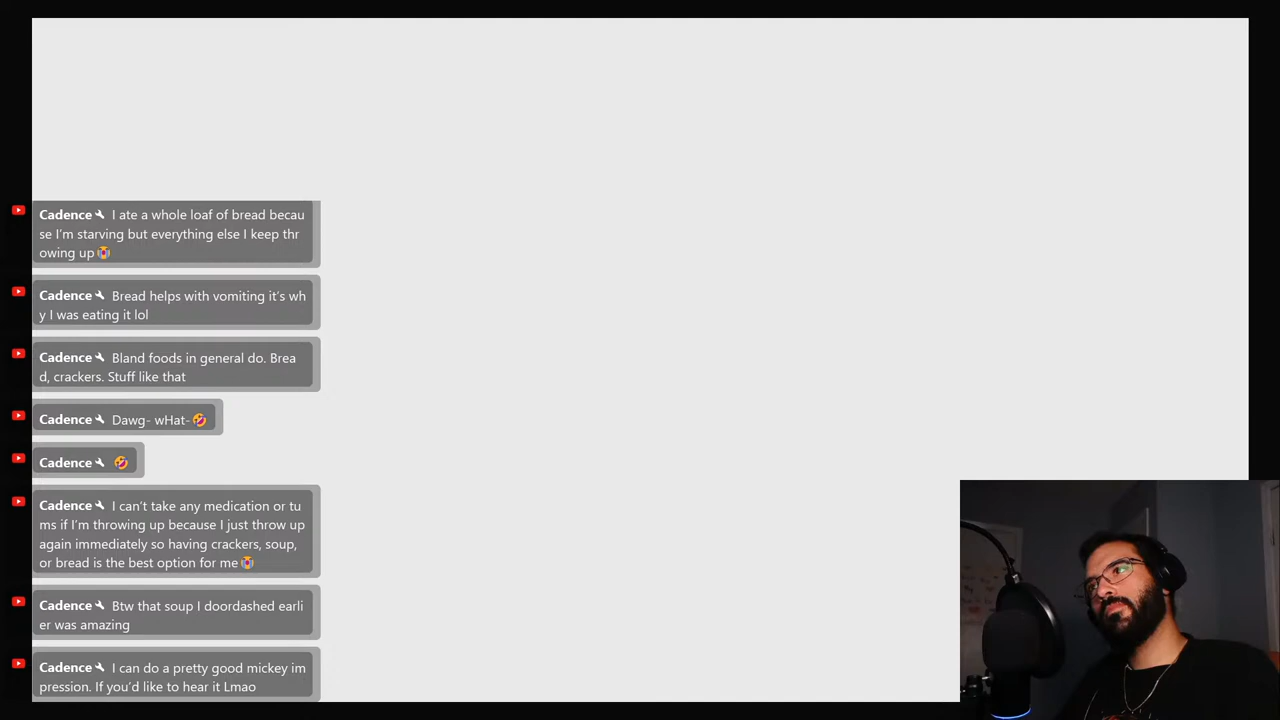 Cadence I ate a whole loaf of bread becau
se I’m starving but everything else I keep thr
owing up😭
Cadence Bread helps with vomiting it’s wh
y I was eating it lol
Cadence Bland foods in general do. Brea
d, crackers. Stuff like that
Cadence Dawg- wHat-🤣
Cadence 🤣
Cadence I can’t take any medication or tu
ms if I’m throwing up because I just throw up
again immediately so having crackers, soup,
or bread is the best option for me😭
Cadence Btw that soup I doordashed earli
er was amazing
Cadence I can do a pretty good mickey im
pression. If you’d like to hear it Lmao